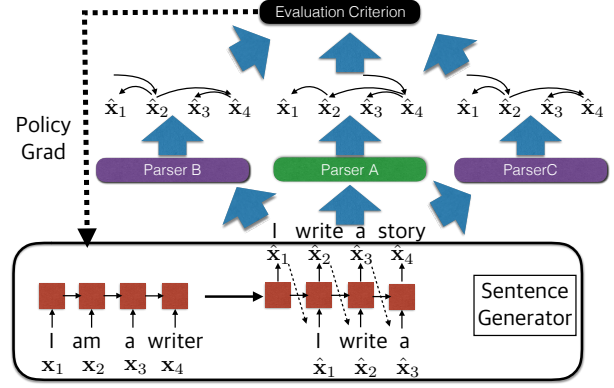 Evaluation Criterion
x̂₁ x̂₂ x̂₃ x̂₄ x̂₁ x̂₂ x̂₃ x̂₄ x̂₁ x̂₂ x̂₃ x̂₄
Policy
Grad
Parser B Parser A ParserC
I write a story
x̂₁ x̂₂ x̂₃ x̂₄
Sentence
Generator
I am a writer I write a
x₁ x₂ x₃ x₄ x̂₁ x̂₂ x̂₃